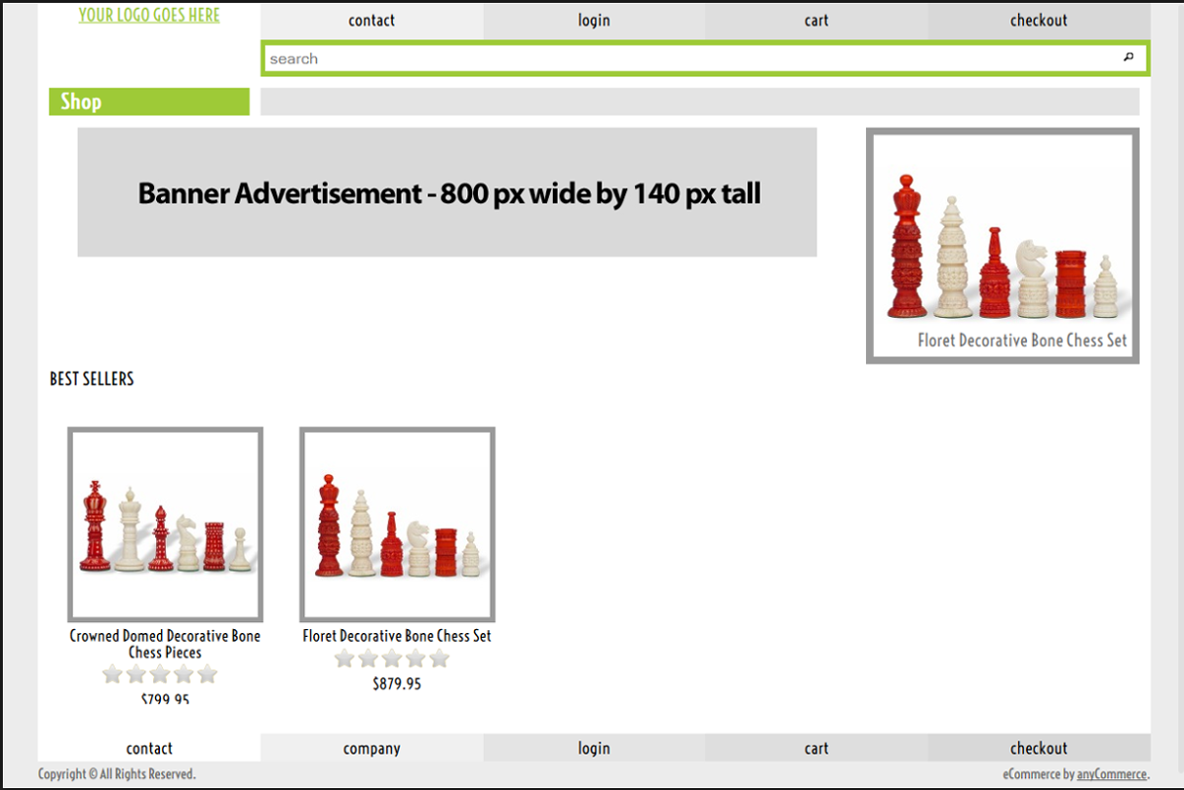 YOUR LOGO GOES HERE
contact login cart checkout
search
Shop
Banner Advertisement - 800 px wide by 140 px tall
Floret Decorative Bone Chess Set
BEST SELLERS
Crowned Domed Decorative Bone
Chess Pieces
$799.95
Floret Decorative Bone Chess Set
$879.95
contact company login cart checkout
Copyright © All Rights Reserved.
eCommerce by anyCommerce.